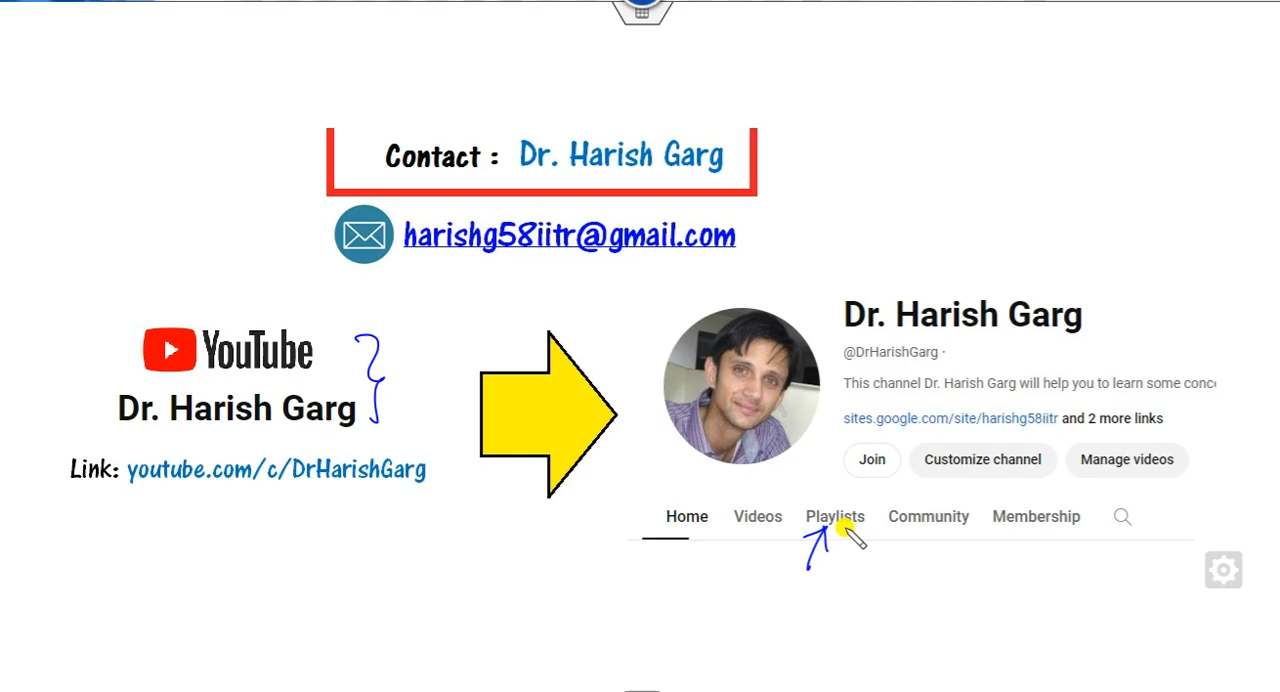 Contact : Dr. Harish Garg
harishg58iitr@gmail.com
YouTube
Dr. Harish Garg
Link: youtube.com/c/DrHarishGarg
Dr. Harish Garg
@DrHarishGarg ·
This channel Dr. Harish Garg will help you to learn some conc
sites.google.com/site/harishg58iitr and 2 more links
Join Customize channel Manage videos
Home Videos Playlists Community Membership